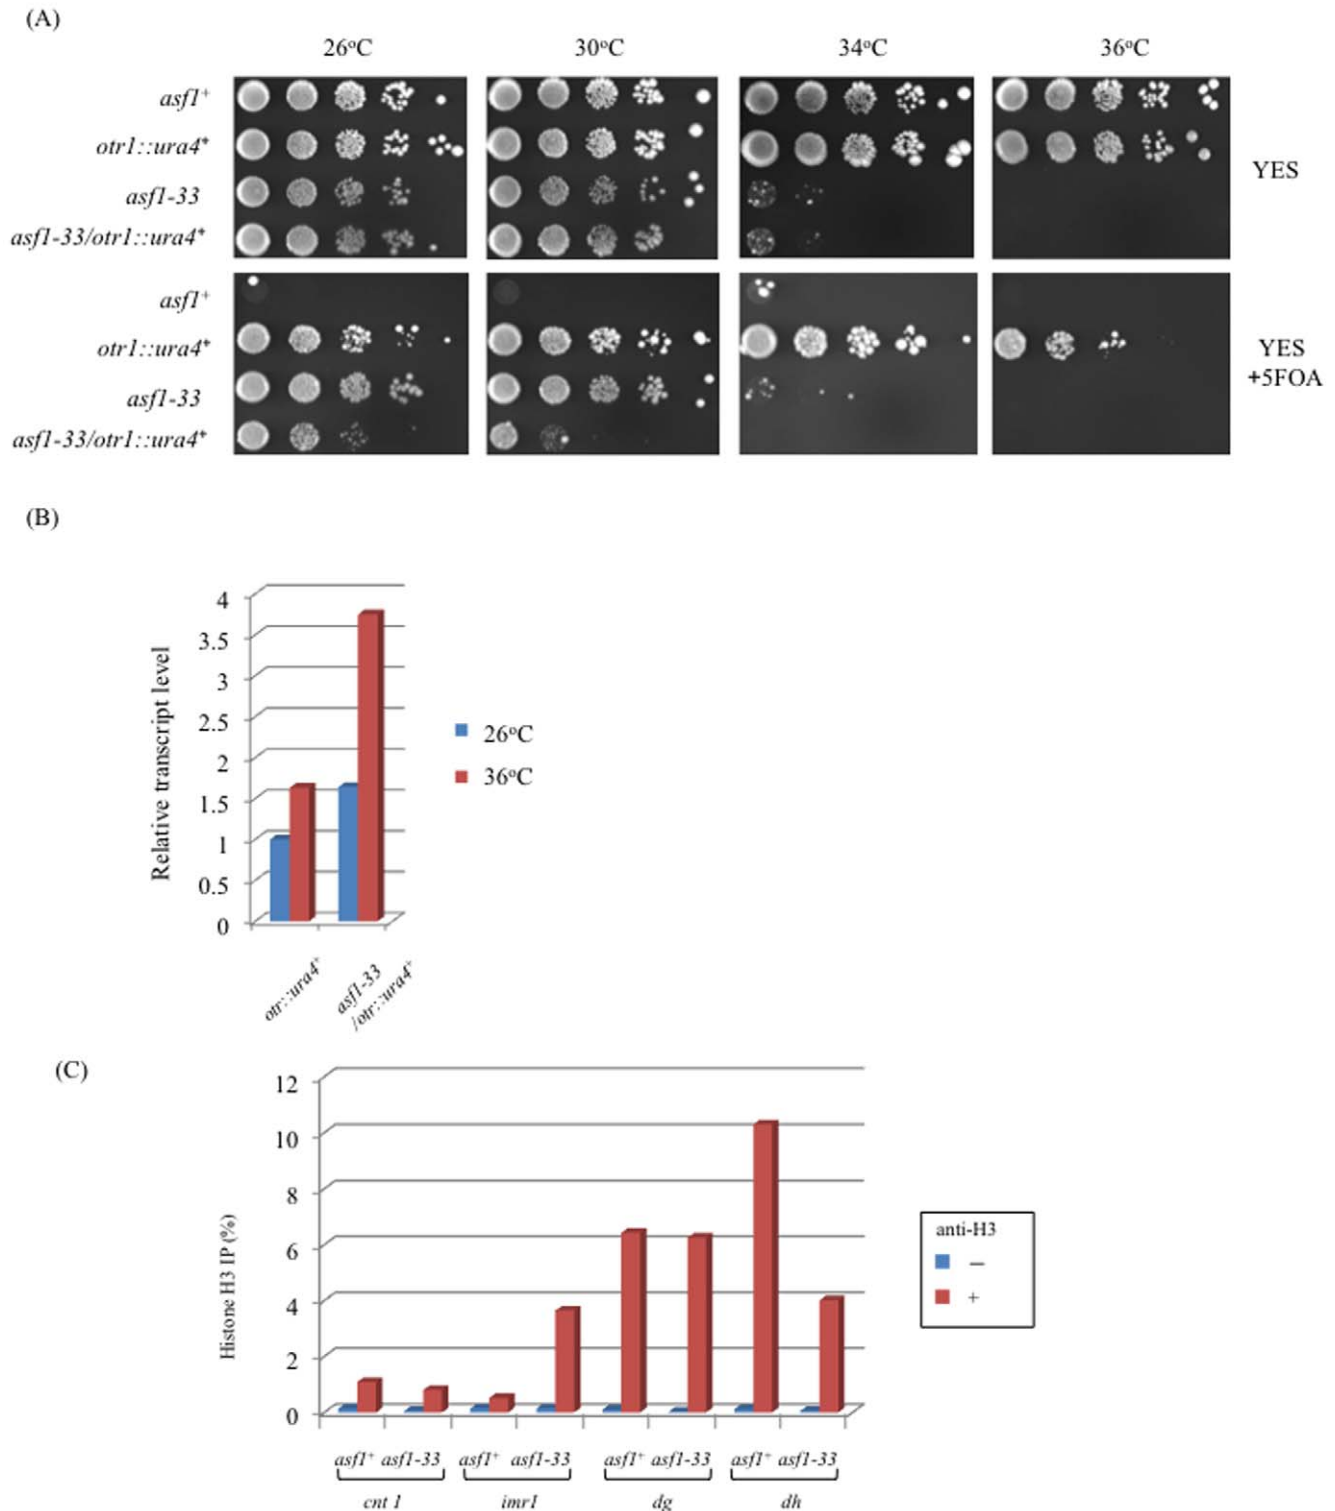 (A)
26°C 30°C 34°C 36°C
asf1⁺
otr1::ura4⁺
asf1-33
asf1-33/otr1::ura4⁺
YES
asf1⁺
otr1::ura4⁺
asf1-33
asf1-33/otr1::ura4⁺
YES
+5FOA
(B)
Relative transcript level
4
3.5
3
2.5
2
1.5
1
0.5
0
26°C
36°C
otr::ura4⁺
asf1-33
/otr::ura4⁺
(C)
Histone H3 IP (%)
12
10
8
6
4
2
0
anti-H3
−
+
asf1⁺ asf1-33 asf1⁺ asf1-33 asf1⁺ asf1-33 asf1⁺ asf1-33
cnt 1 imr1 dg dh